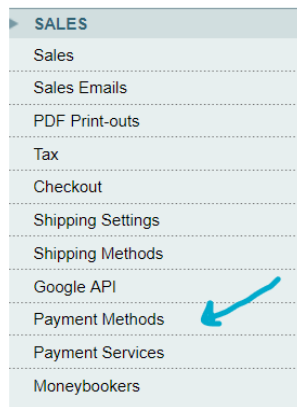 SALES
Sales
Sales Emails
PDF Print-outs
Tax
Checkout
Shipping Settings
Shipping Methods
Google API
Payment Methods
Payment Services
Moneybookers